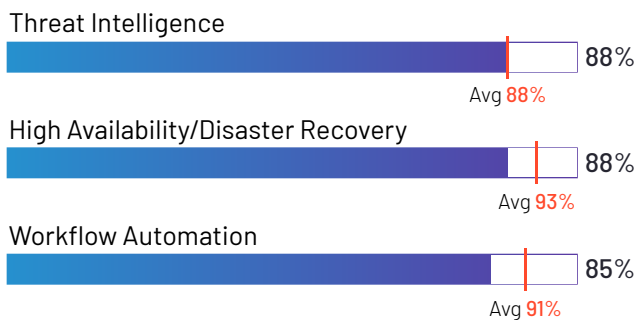 Threat Intelligence
88%
Avg 88%
High Availability/Disaster Recovery
88%
Avg 93%
Workflow Automation
85%
Avg 91%